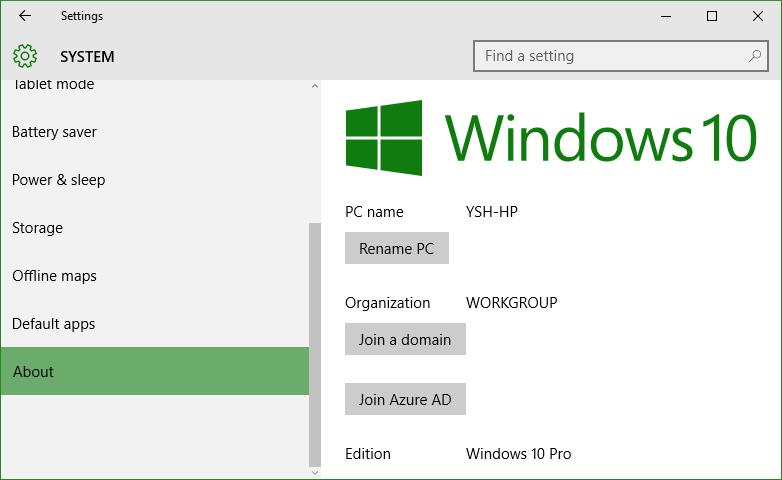 Settings
SYSTEM
Find a setting
Tablet mode
Battery saver
Power & sleep
Storage
Offline maps
Default apps
About
Windows 10
PC name YSH-HP
Rename PC
Organization WORKGROUP
Join a domain
Join Azure AD
Edition Windows 10 Pro